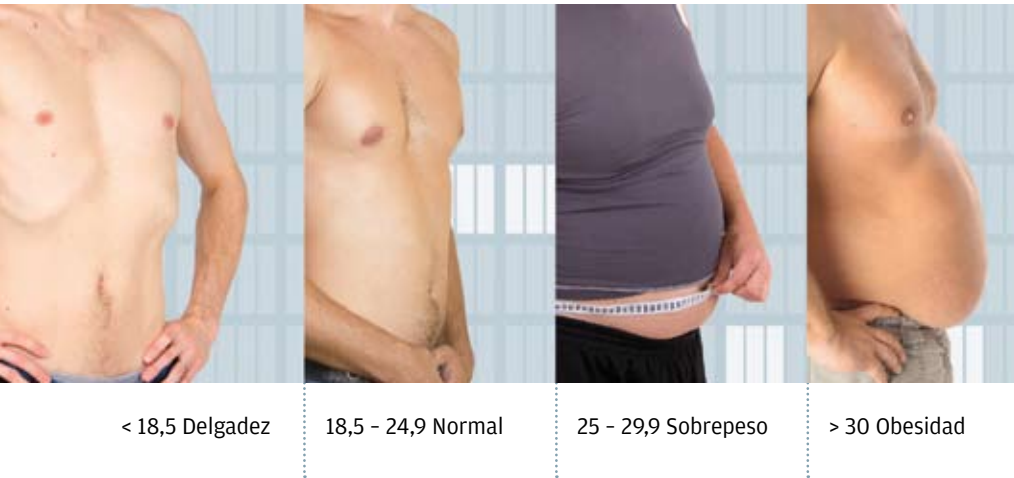 < 18,5 Delgadez
18,5 - 24,9 Normal
25 - 29,9 Sobrepeso
> 30 Obesidad